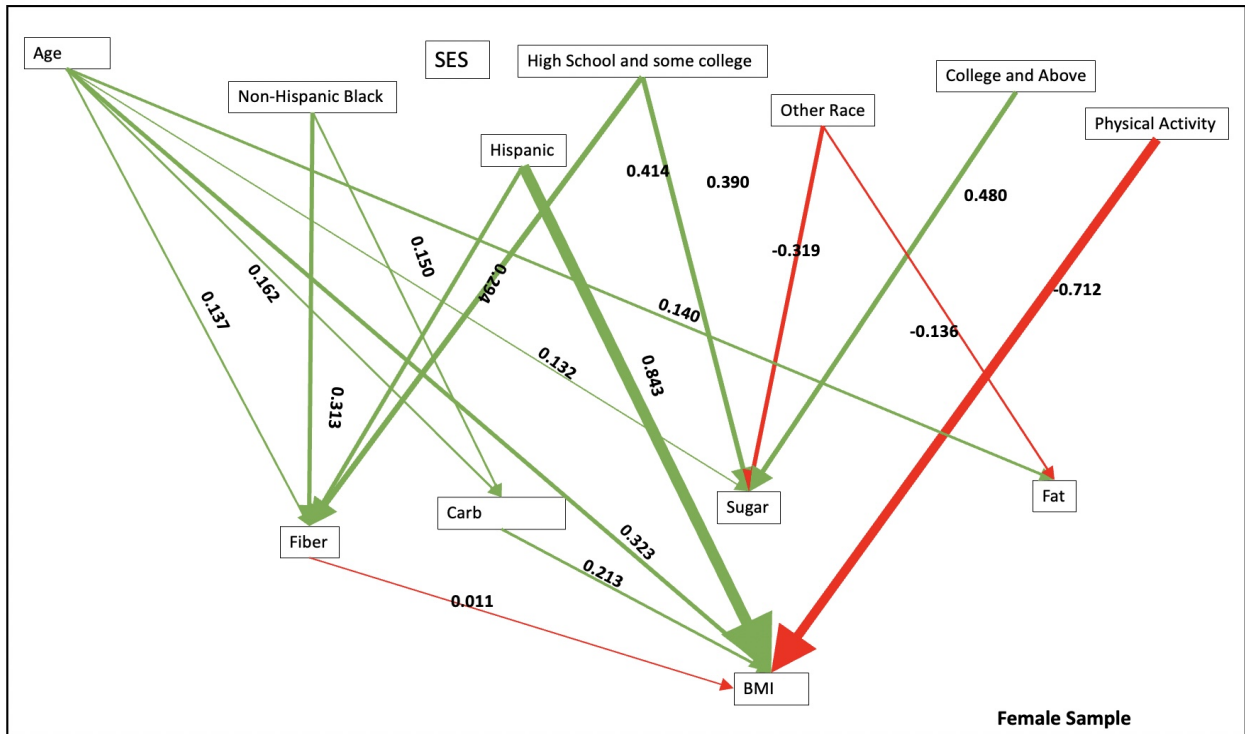 Age
SES
High School and some college
College and Above
Non-Hispanic Black
Other Race
Physical Activity
Hispanic
0.414
0.390
0.480
0.150
-0.319
0.162
0.294
-0.712
0.137
0.140
-0.136
0.132
0.843
0.313
Carb
Sugar
Fat
Fiber
0.323
0.213
0.011
BMI
Female Sample